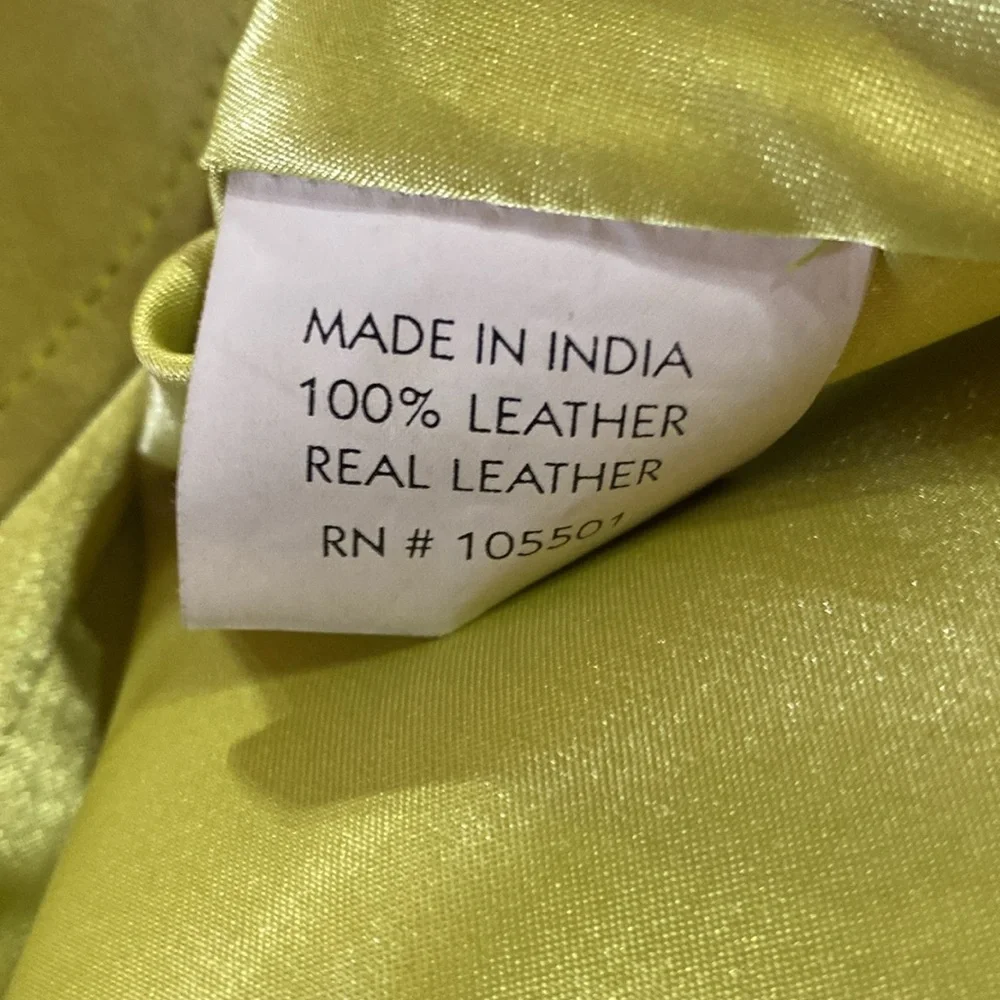 MADE IN INDIA
100% LEATHER
REAL LEATHER
RN # 105501